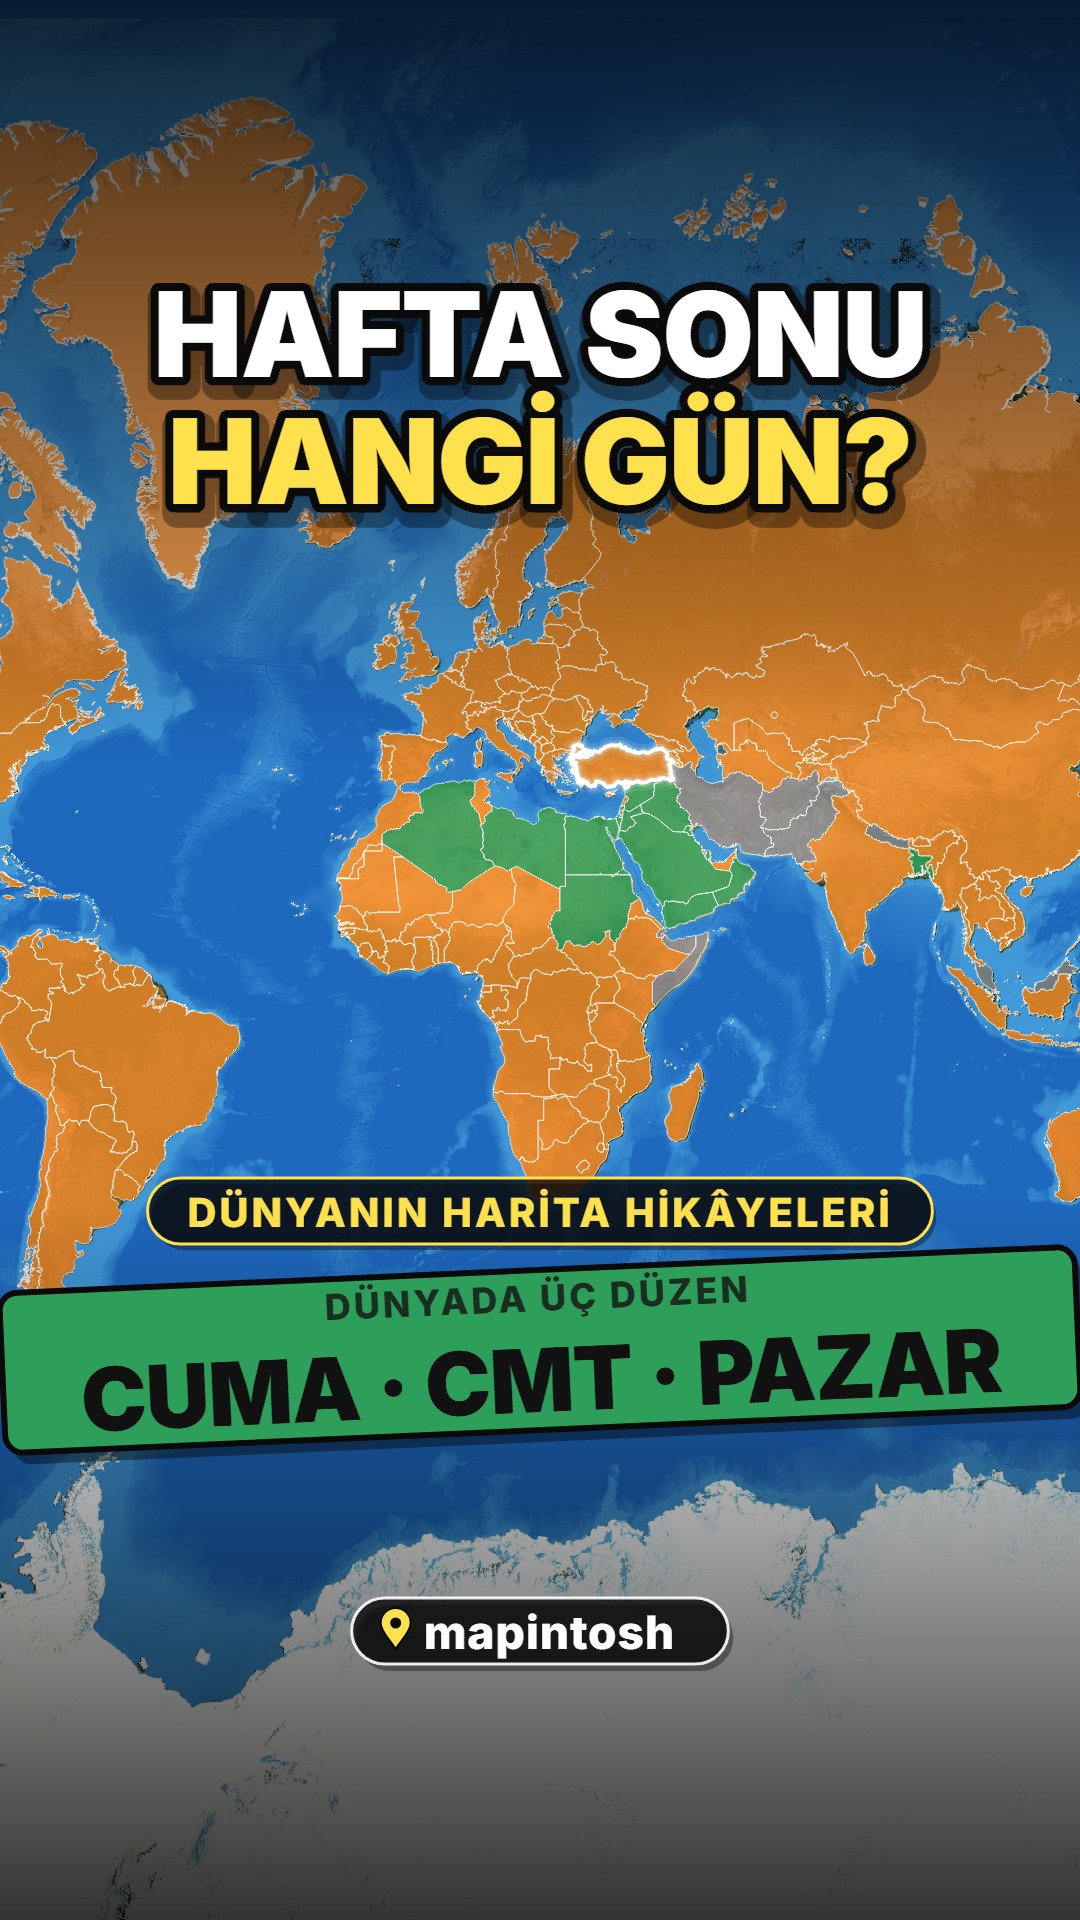 HAFTA SONU
HANGİ GÜN?
DÜNYANIN HARİTA HİKÂYELERİ
DÜNYADA ÜÇ DÜZEN
CUMA · CMT · PAZAR
mapintosh